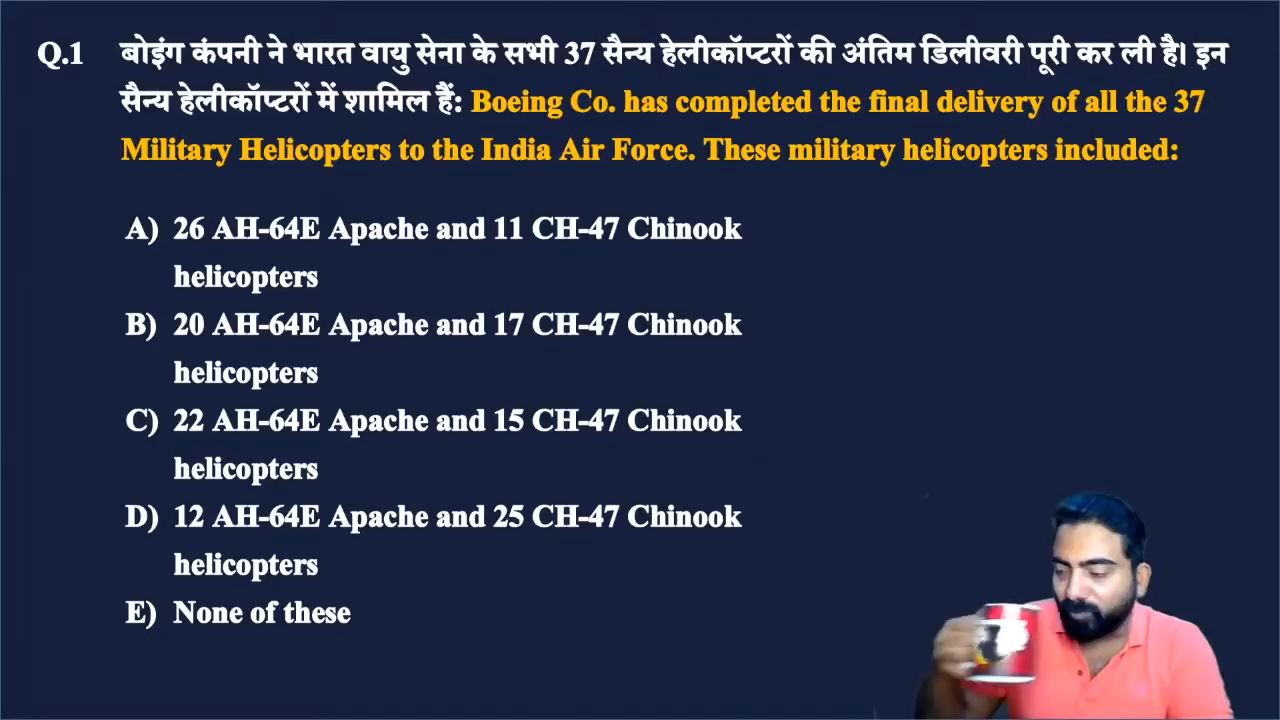 Q.1 बोइंग कंपनी ने भारत वायु सेना के सभी 37 सैन्य हेलीकॉप्टरों की अंतिम डिलीवरी पूरी कर ली है। इन
सैन्य हेलीकॉप्टरों में शामिल हैं: Boeing Co. has completed the final delivery of all the 37
Military Helicopters to the India Air Force. These military helicopters included:
A) 26 AH-64E Apache and 11 CH-47 Chinook
helicopters
B) 20 AH-64E Apache and 17 CH-47 Chinook
helicopters
C) 22 AH-64E Apache and 15 CH-47 Chinook
helicopters
D) 12 AH-64E Apache and 25 CH-47 Chinook
helicopters
E) None of these